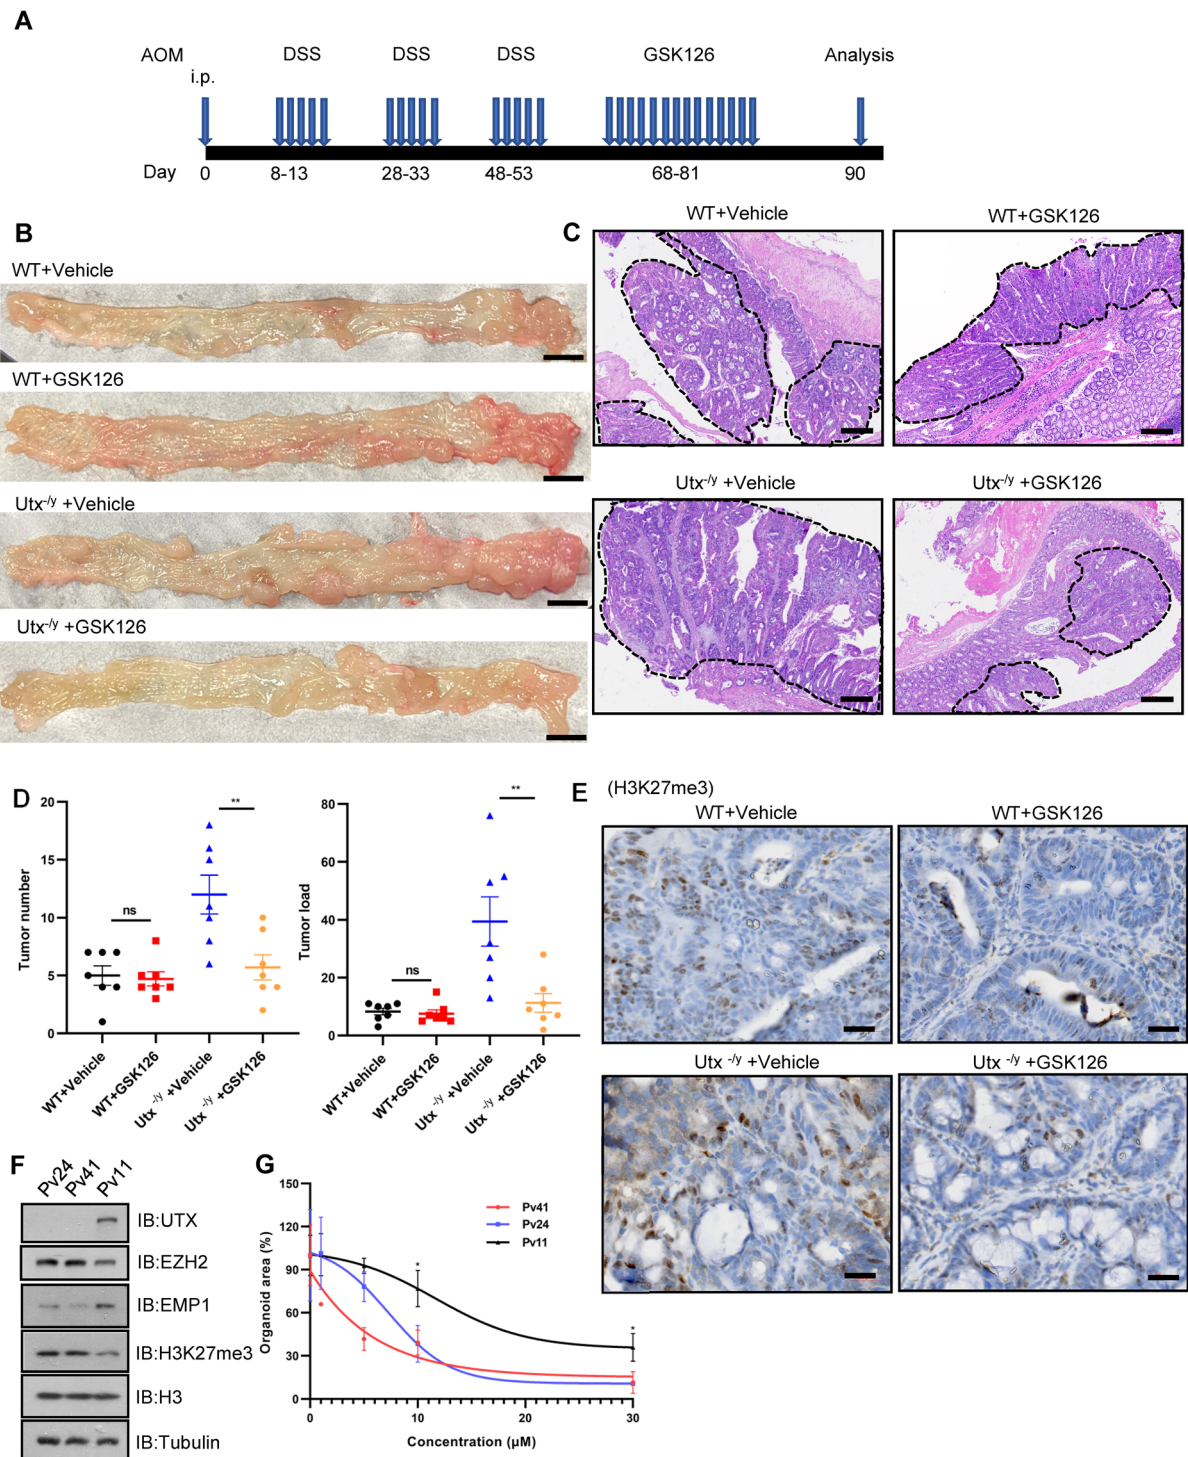 A
AOM DSS DSS DSS GSK126 Analysis
i.p.
Day 0 8-13 28-33 48-53 68-81 90
B
WT+Vehicle
WT+GSK126
Utx-/y +Vehicle
Utx-/y +GSK126
C
WT+Vehicle WT+GSK126
Utx-/y +Vehicle Utx-/y +GSK126
D
Tumor number
20
15
10
5
0
ns
**
WT+Vehicle
WT+GSK126
Utx -/y +Vehicle
Utx -/y +GSK126
Tumor load
80
60
40
20
0
ns
**
WT+Vehicle
WT+GSK126
Utx -/y +Vehicle
Utx -/y +GSK126
E
(H3K27me3)
WT+Vehicle WT+GSK126
Utx -/y +Vehicle Utx -/y +GSK126
F
Pv24 Pv41 Pv11
IB:UTX
IB:EZH2
IB:EMP1
IB:H3K27me3
IB:H3
IB:Tubulin
G
Organoid area (%)
150
120
90
60
30
0
Pv41
Pv24
Pv11
*
*
0 10 20 30
Concentration (μM)